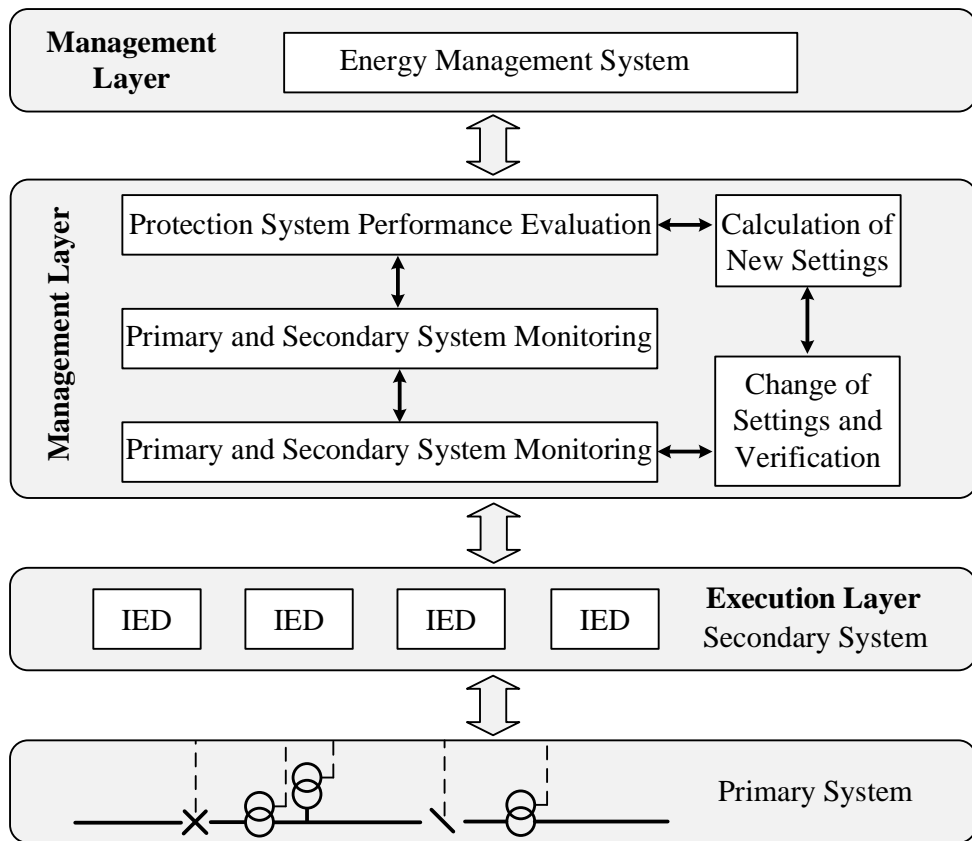 Management
Layer
Energy Management System
Management Layer
Protection System Performance Evaluation
Calculation of
New Settings
Primary and Secondary System Monitoring
Change of
Settings and
Verification
Primary and Secondary System Monitoring
IED
IED
IED
IED
Execution Layer
Secondary System
Primary System